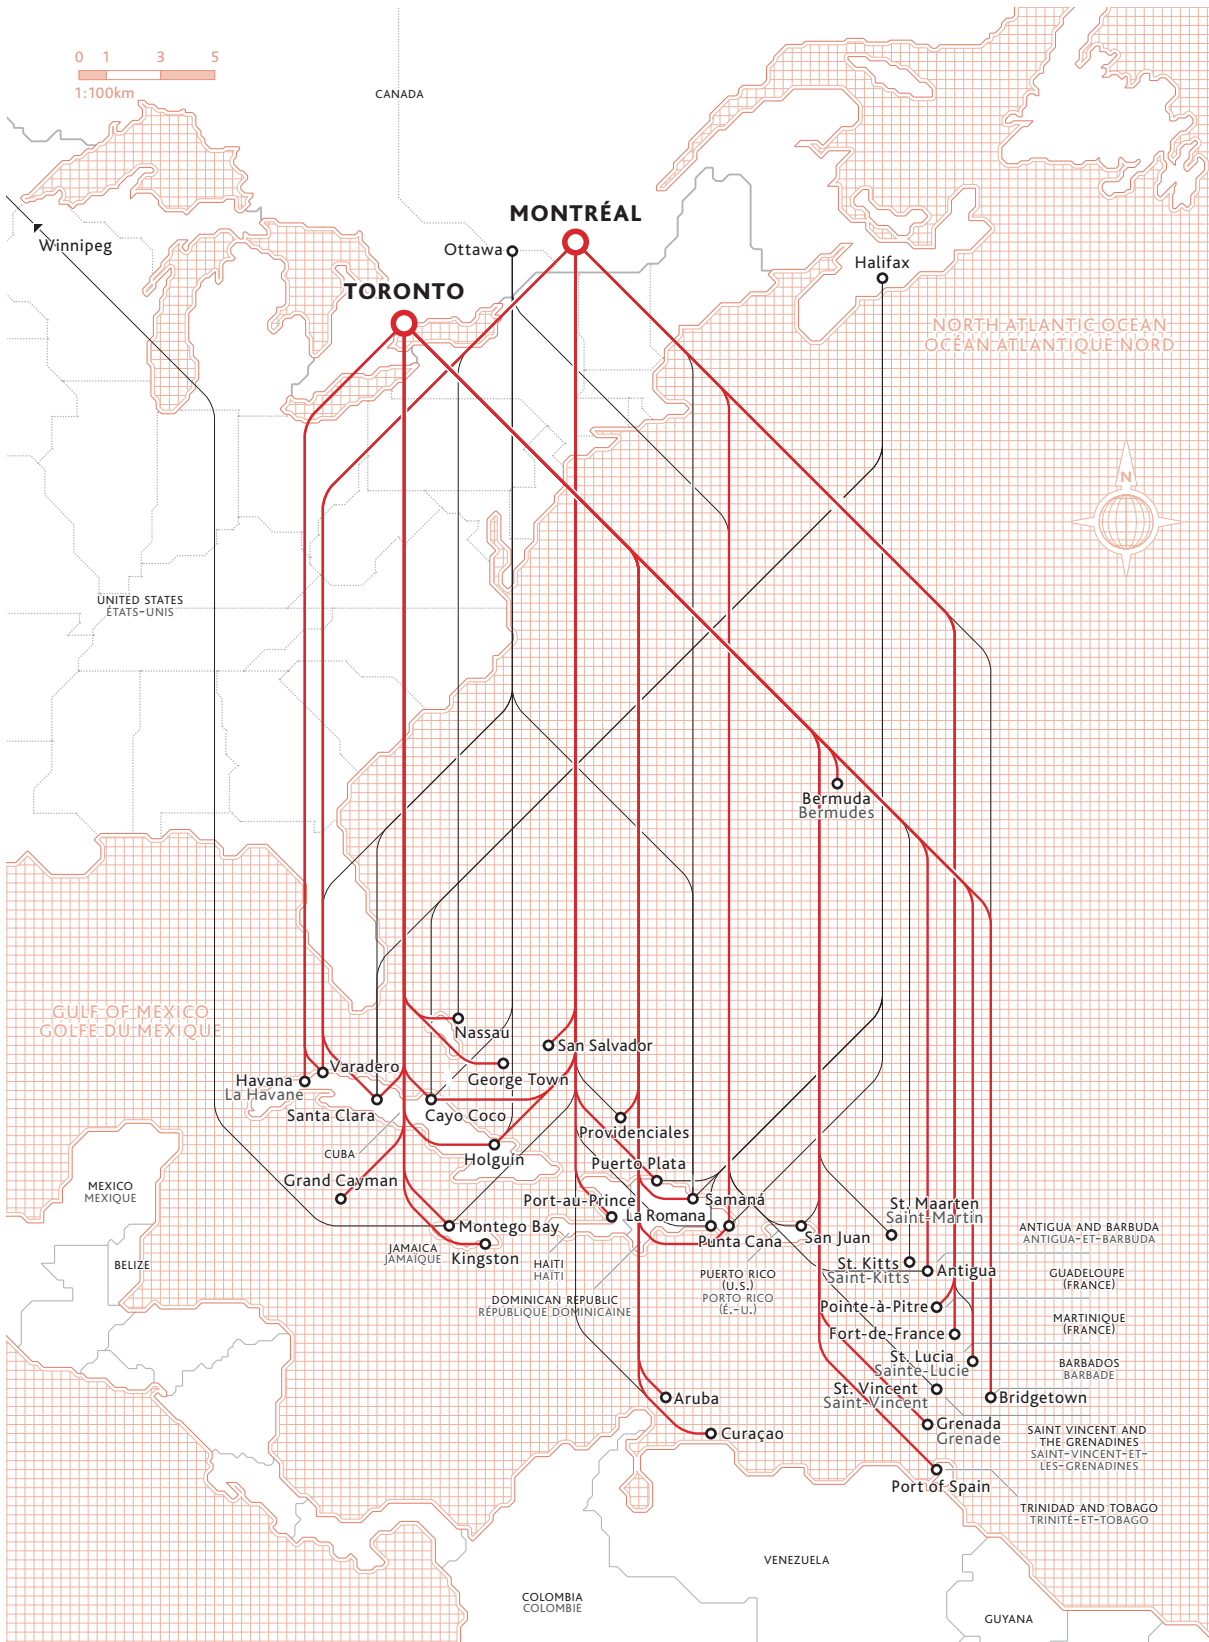 0 1 3 5
1:100km
CANADA
MONTRÉAL
Winnipeg
Ottawa
Halifax
TORONTO
NORTH ATLANTIC OCEAN
OCÉAN ATLANTIQUE NORD
N
UNITED STATES
ÉTATS-UNIS
Bermuda
Bermudes
GULF OF MEXICO
GOLFE DU MEXIQUE
Nassau
San Salvador
Varadero
George Town
Havana
La Havane
Santa Clara
Cayo Coco
Providenciales
CUBA
Holguín
Puerto Plata
Grand Cayman
MEXICO
MEXIQUE
Port-au-Prince
Samaná
La Romana
St. Maarten
Saint-Martin
Montego Bay
Punta Cana
San Juan
ANTIGUA AND BARBUDA
ANTIGUA-ET-BARBUDA
JAMAICA
JAMAÏQUE
Kingston
BELIZE
HAITI
HAÏTI
St. Kitts
Saint-Kitts
Antigua
PUERTO RICO
(U.S.)
PORTO RICO
(É.-U.)
GUADELOUPE
(FRANCE)
DOMINICAN REPUBLIC
RÉPUBLIQUE DOMINICAINE
Pointe-à-Pitre
MARTINIQUE
(FRANCE)
Fort-de-France
St. Lucia
Sainte-Lucie
BARBADOS
BARBADE
St. Vincent
Saint-Vincent
Aruba
Bridgetown
Grenada
Grenade
Curaçao
SAINT VINCENT AND
THE GRENADINES
SAINT-VINCENT-ET-
LES-GRENADINES
Port of Spain
TRINIDAD AND TOBAGO
TRINITÉ-ET-TOBAGO
VENEZUELA
COLOMBIA
COLOMBIE
GUYANA